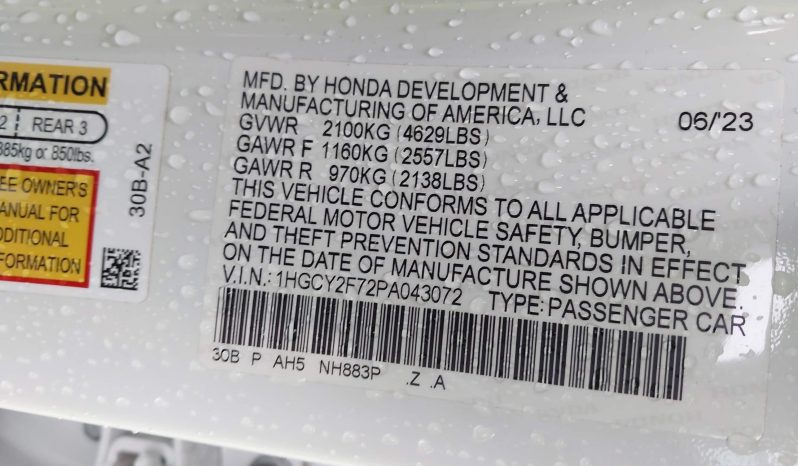 RMATION
2 REAR 3
385kg or 850lbs.
EE OWNER'S
ANUAL FOR
DDITIONAL
FORMATION
30B-A2
MFD. BY HONDA DEVELOPMENT &
MANUFACTURING OF AMERICA, LLC 06/'23
GVWR 2100KG (4629LBS)
GAWR F 1160KG (2557LBS)
GAWR R 970KG (2138LBS)
THIS VEHICLE CONFORMS TO ALL APPLICABLE
FEDERAL MOTOR VEHICLE SAFETY, BUMPER,
AND THEFT PREVENTION STANDARDS IN EFFECT
ON THE DATE OF MANUFACTURE SHOWN ABOVE.
V.I.N.: 1HGCY2F72PA043072 TYPE: PASSENGER CAR
30B P AH5 NH883P .Z .A